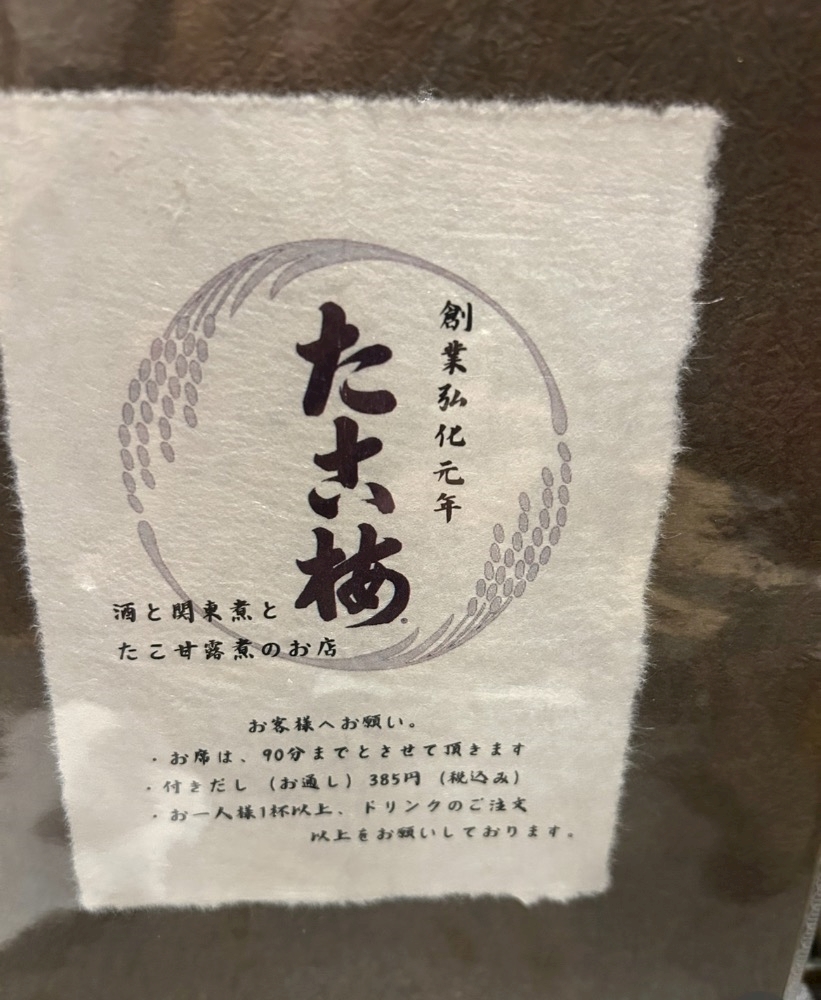 創業弘化元年
たこ梅
酒と関東煮と
たこ甘露煮のお店
お客様へお願い。
・お席は、90分までとさせて頂きます
・付きだし（お通し）385円（税込み）
・お一人様1杯以上、ドリンクのご注文
以上をお願いしております。